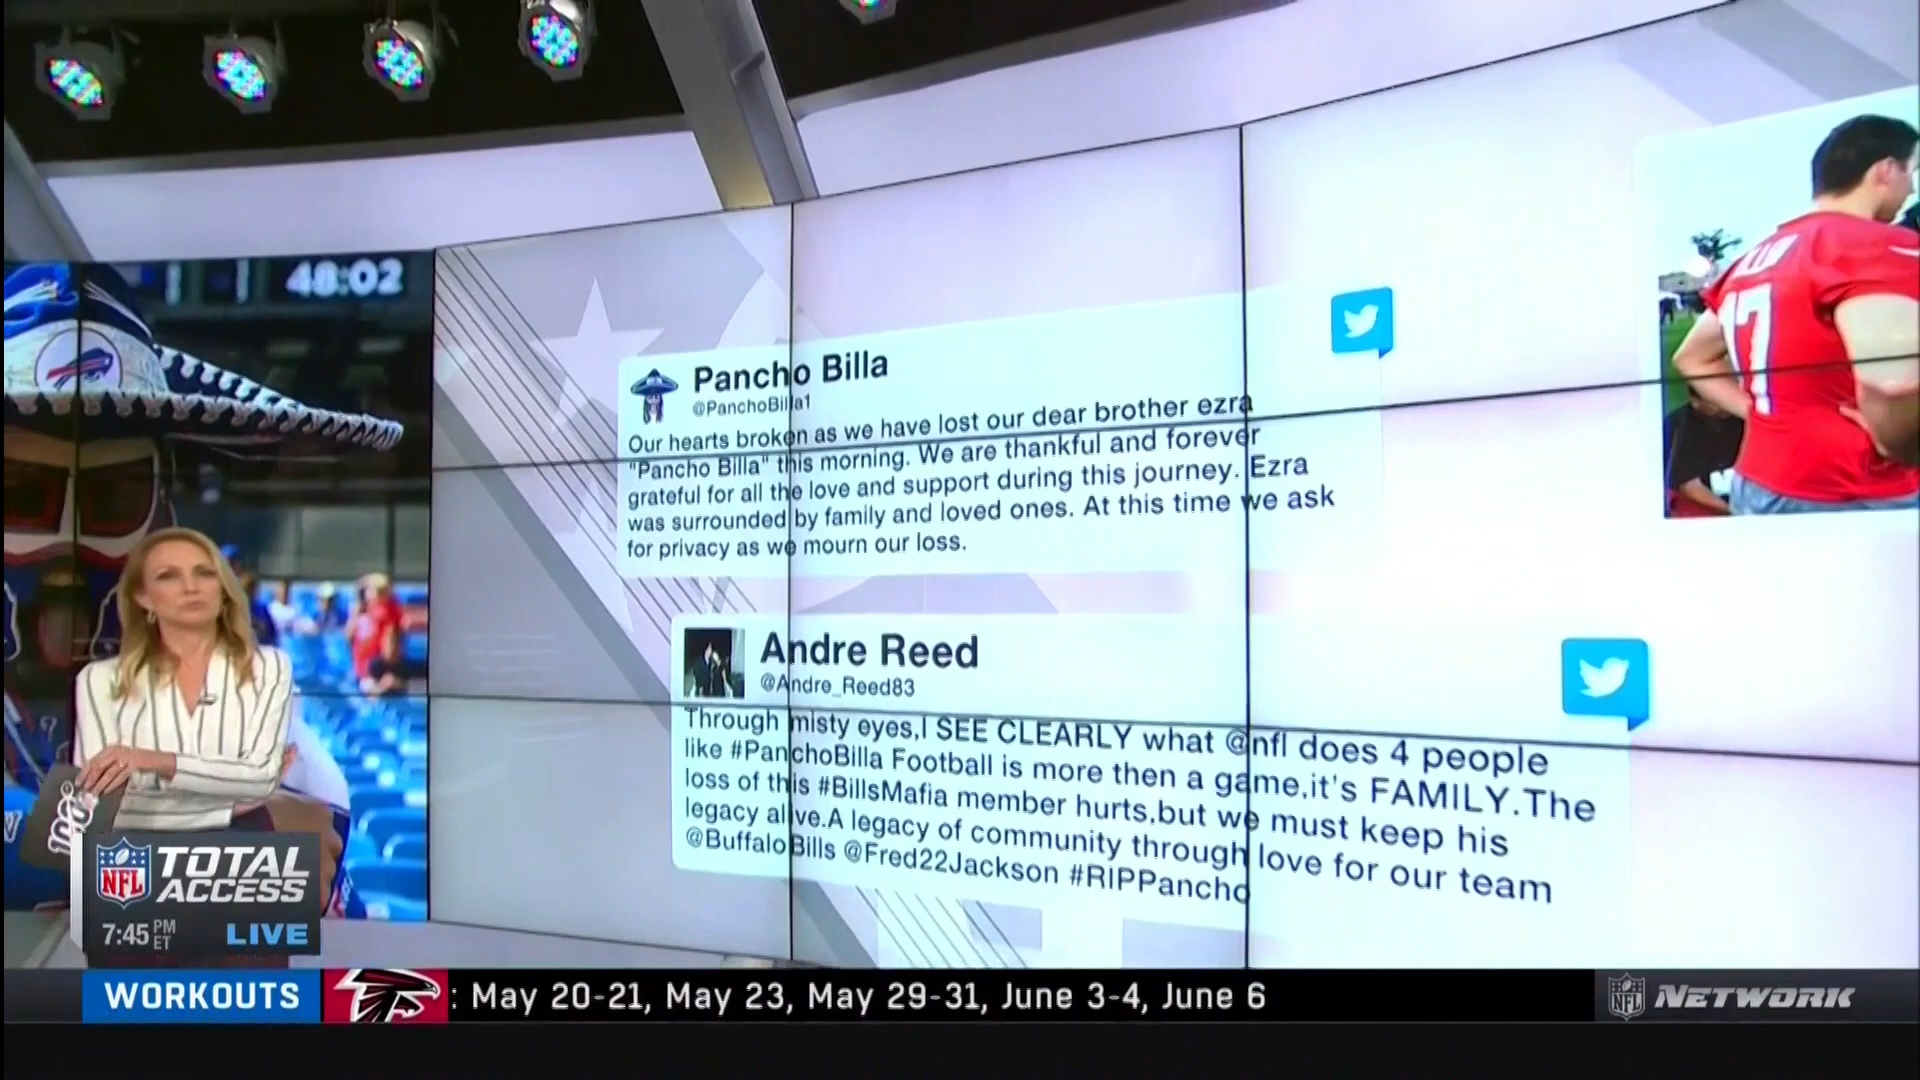 48:02
Pancho Billa
@PanchoBilla1
Our hearts broken as we have lost our dear brother ezra
"Pancho Billa" this morning. We are thankful and forever
grateful for all the love and support during this journey. Ezra
was surrounded by family and loved ones. At this time we ask
for privacy as we mourn our loss.
17
Andre Reed
@Andre_Reed83
Through misty eyes,I SEE CLEARLY what @nfl does 4 people
like #PanchoBilla Football is more then a game,it's FAMILY.The
loss of this #BillsMafia member hurts,but we must keep his
legacy alive.A legacy of community through love for our team
@BuffaloBills @Fred22Jackson #RIPPancho
NFL
TOTAL
ACCESS
7:45 PM ET LIVE
WORKOUTS : May 20-21, May 23, May 29-31, June 3-4, June 6
NFL NETWORK